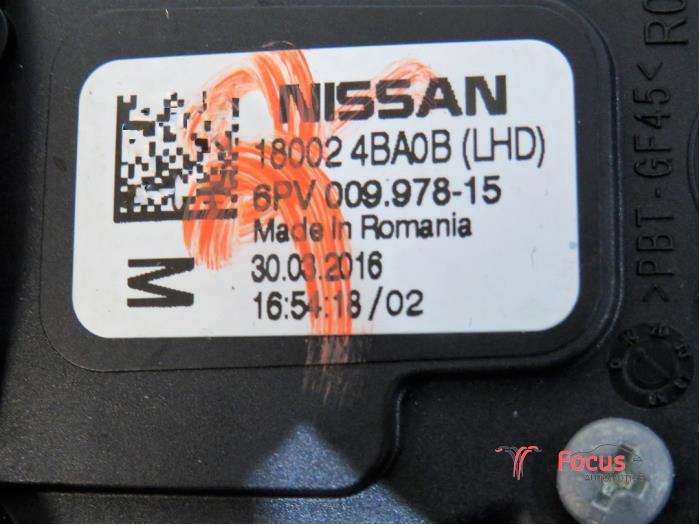 NISSAN
18002 4BA0B (LHD)
6PV 009.978-15
Made in Romania
30.03.2016
16:54:18/02
M
>PBT-GF45<
Focus